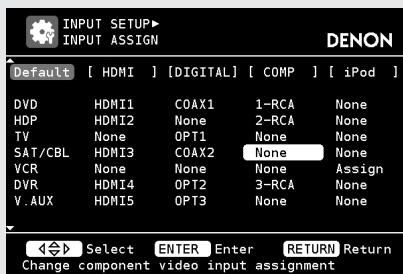 INPUT SETUP▶
INPUT ASSIGN
DENON
Default [ HDMI ] [DIGITAL] [ COMP ] [ iPod ]
DVD HDMI1 COAX1 1-RCA None
HDP HDMI2 None 2-RCA None
TV None OPT1 None None
SAT/CBL HDMI3 COAX2 None None
VCR None None None Assign
DVR HDMI4 OPT2 3-RCA None
V.AUX HDMI5 OPT3 None None
Select ENTER Enter RETURN Return
Change component video input assignment